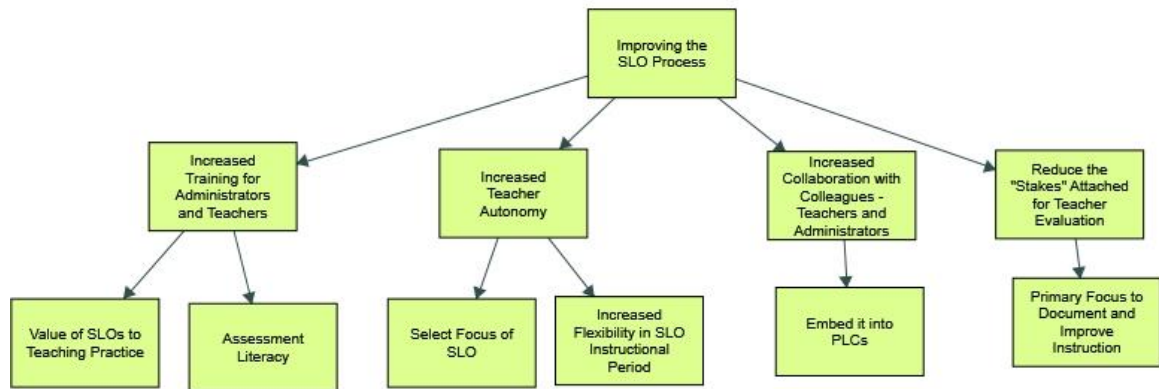 Improving the
SLO Process
Increased
Training for
Administrators
and Teachers
Increased
Teacher
Autonomy
Increased
Collaboration with
Colleagues -
Teachers and
Administrators
Reduce the
"Stakes" Attached
for Teacher
Evaluation
Value of SLOs to
Teaching Practice
Assessment
Literacy
Select Focus of
SLO
Increased
Flexibility in SLO
Instructional
Period
Embed it into
PLCs
Primary Focus to
Document and
Improve
Instruction